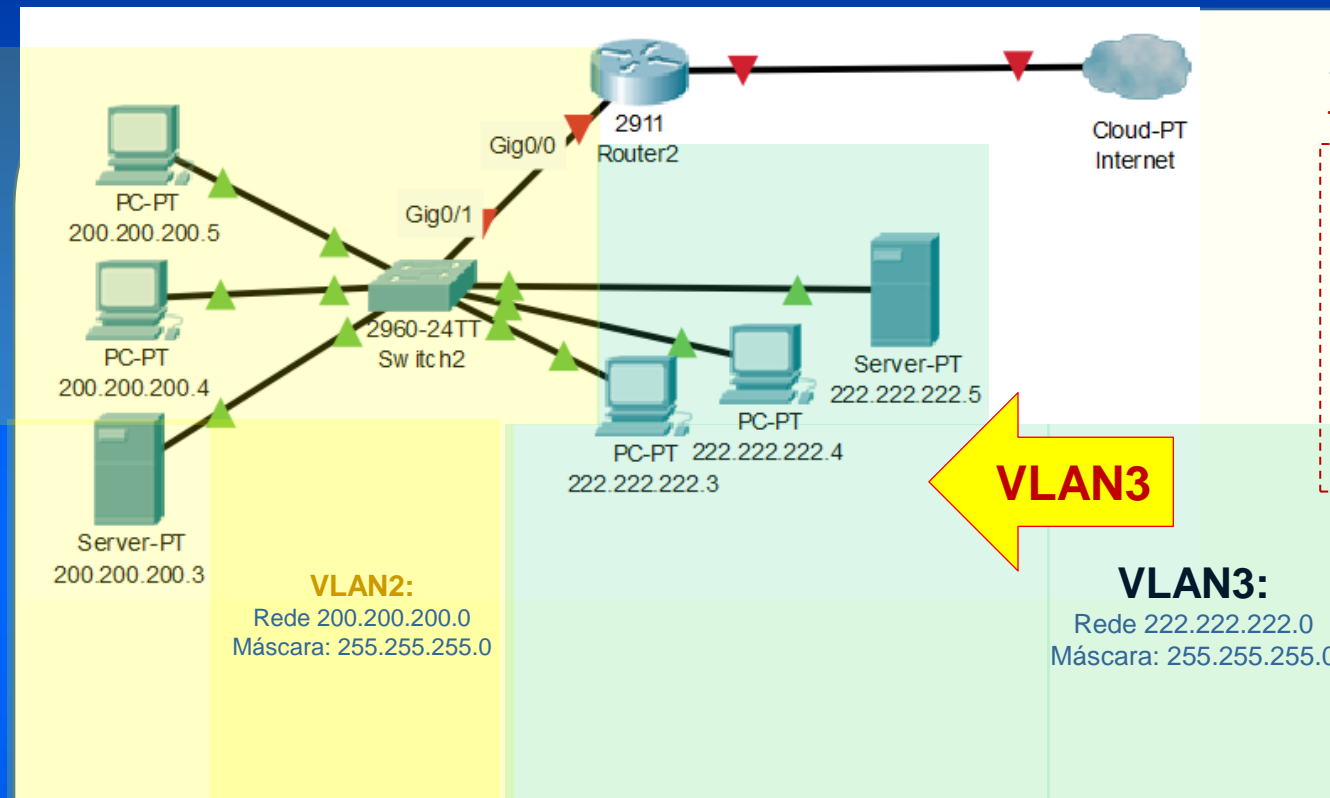 2911
Router2
Cloud-PT
Internet
Gig0/0
Gig0/1
PC-PT
200.200.200.5
PC-PT
200.200.200.4
2960-24TT
Switch2
Server-PT
222.222.222.5
PC-PT
222.222.222.4
PC-PT
222.222.222.3
Server-PT
200.200.200.3
VLAN3
VLAN2:
Rede 200.200.200.0
Máscara: 255.255.255.0
VLAN3:
Rede 222.222.222.0
Máscara: 255.255.255.0